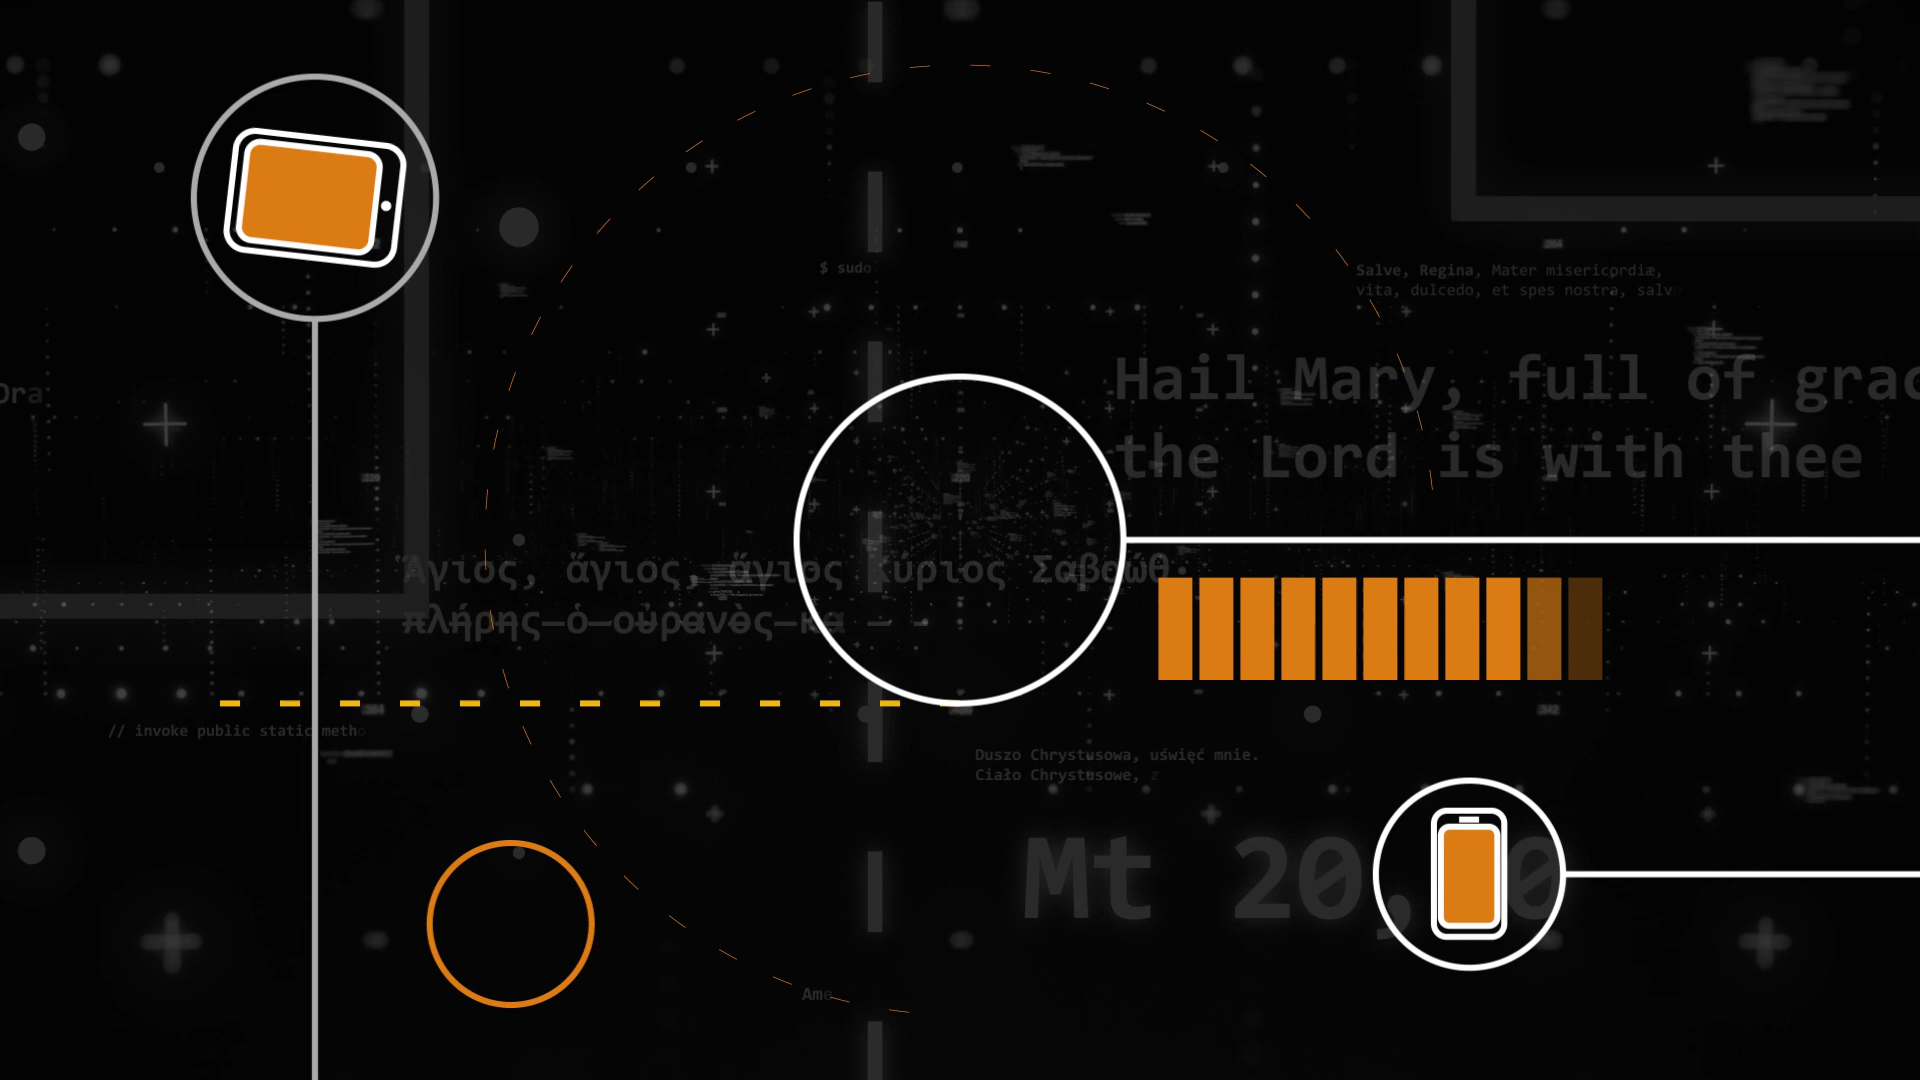 $ sudo
Salve, Regina, Mater misericordiæ,
vita, dulcedo, et spes nostra, salv
Hail Mary, full of grac
the Lord is with thee
Ora
Ἅγιος, ἅγιος, ἅγιος Κύριος Σαβαώθ·
πλήρης ὁ οὐρανὸς κα
// invoke public static metho
Duszo Chrystusowa, uświęć mnie.
Ciało Chrystusowe, z
Mt 20, 0
Ame